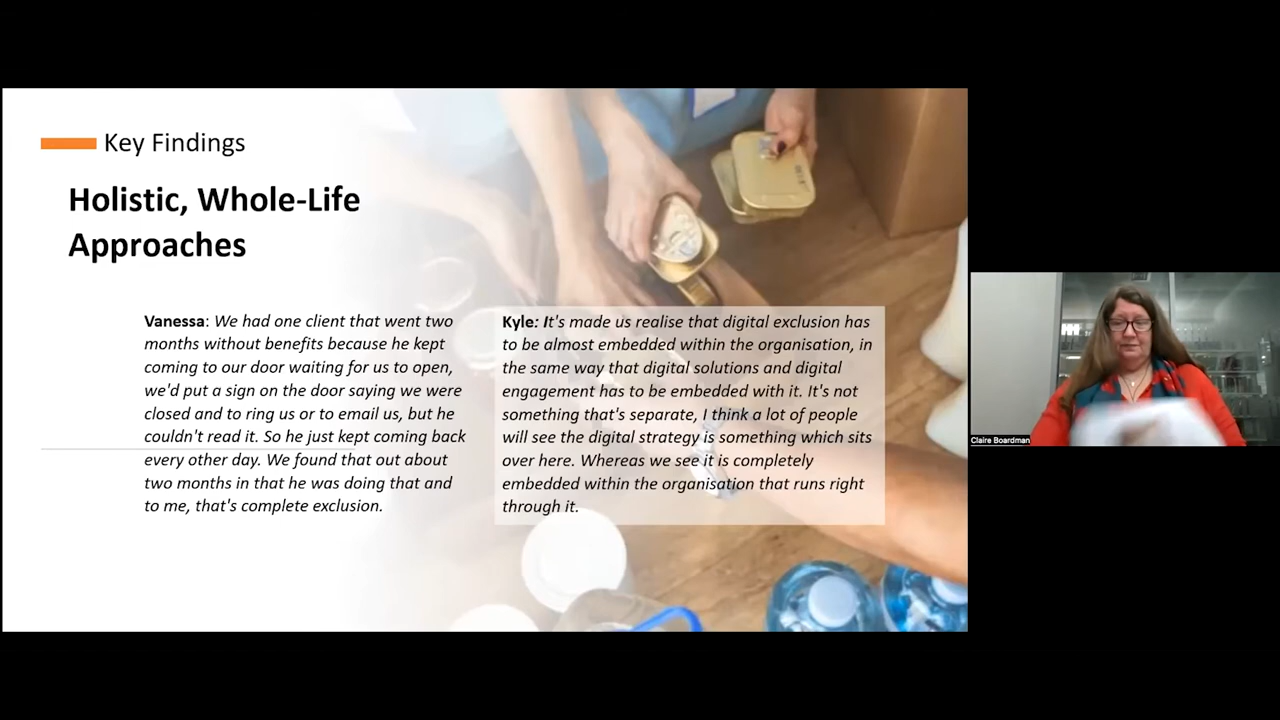 Key Findings
Holistic, Whole-Life
Approaches
Vanessa: We had one client that went two
months without benefits because he kept
coming to our door waiting for us to open,
we'd put a sign on the door saying we were
closed and to ring us or to email us, but he
couldn't read it. So he just kept coming back
every other day. We found that out about
two months in that he was doing that and
to me, that's complete exclusion.
Kyle: It's made us realise that digital exclusion has
to be almost embedded within the organisation, in
the same way that digital solutions and digital
engagement has to be embedded with it. It's not
something that's separate, I think a lot of people
will see the digital strategy is something which sits
over here. Whereas we see it is completely
embedded within the organisation that runs right
through it.
Claire Boardman